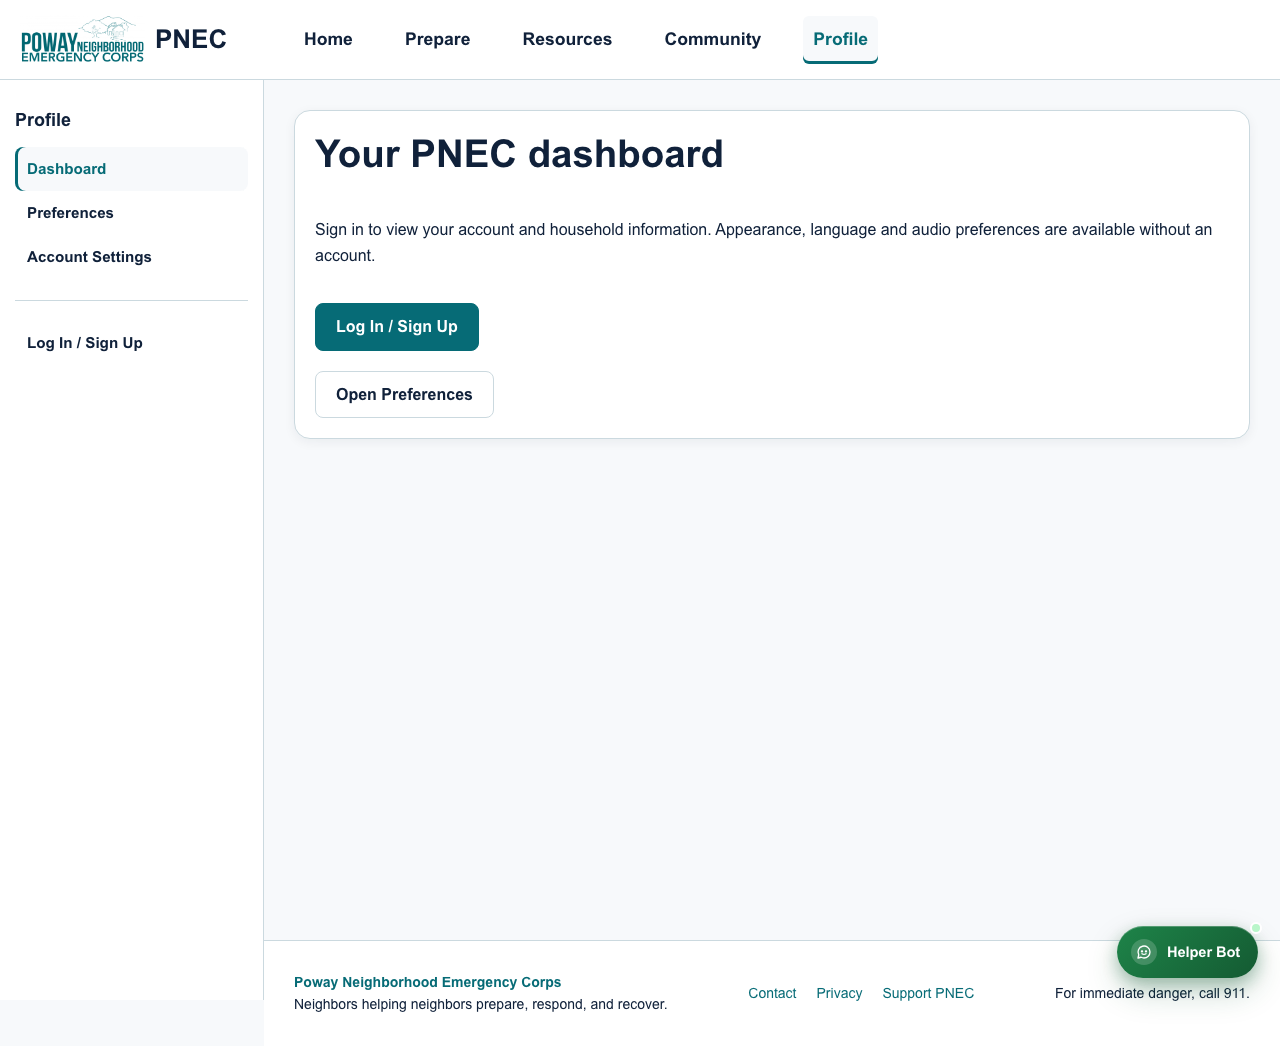 POWAY NEIGHBORHOOD
EMERGENCY CORPS
PNEC
Home
Prepare
Resources
Community
Profile
Profile
Dashboard
Preferences
Account Settings
Log In / Sign Up
Your PNEC dashboard
Sign in to view your account and household information. Appearance, language and audio preferences are available without an
account.
Log In / Sign Up
Open Preferences
Poway Neighborhood Emergency Corps
Neighbors helping neighbors prepare, respond, and recover.
Contact
Privacy
Support PNEC
For immediate danger, call 911.
Helper Bot